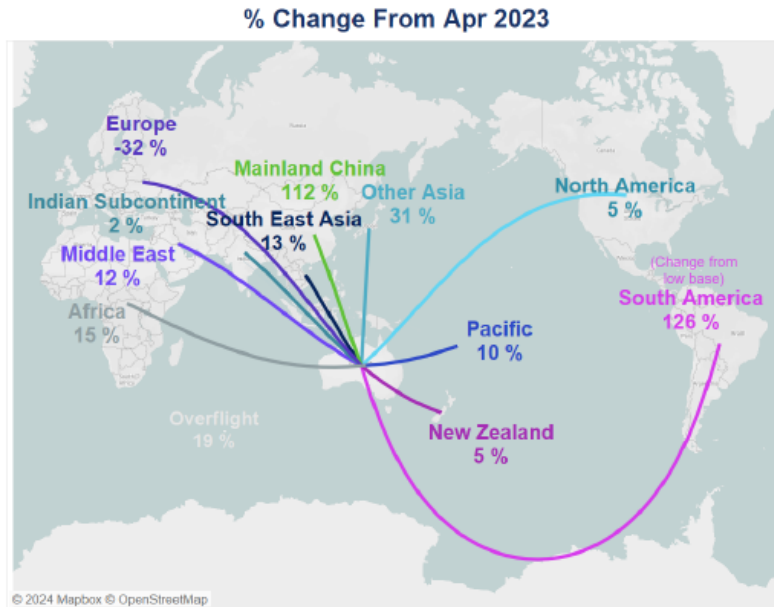 % Change From Apr 2023
Europe
-32 %
Mainland China
112 %
Other Asia
31 %
North America
5 %
Indian Subcontinent
2 %
South East Asia
13 %
Middle East
12 %
(Change from
low base)
South America
126 %
Africa
15 %
Pacific
10 %
Overflight
19 %
New Zealand
5 %
© 2024 Mapbox © OpenStreetMap